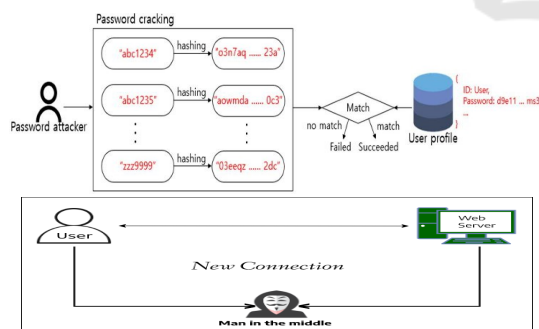 Password cracking
"abc1234" hashing "o3n7aq ...... 23a"
"abc1235" hashing "aowmda ...... 0c3"
"zzz9999" hashing "03eeqz ...... 2dc"
Password attacker
Match
no match match
Failed Succeeded
{
ID: User,
Password: d9e11 ... ms3
...
}
User profile
User
Web
Server
New Connection
Man in the middle